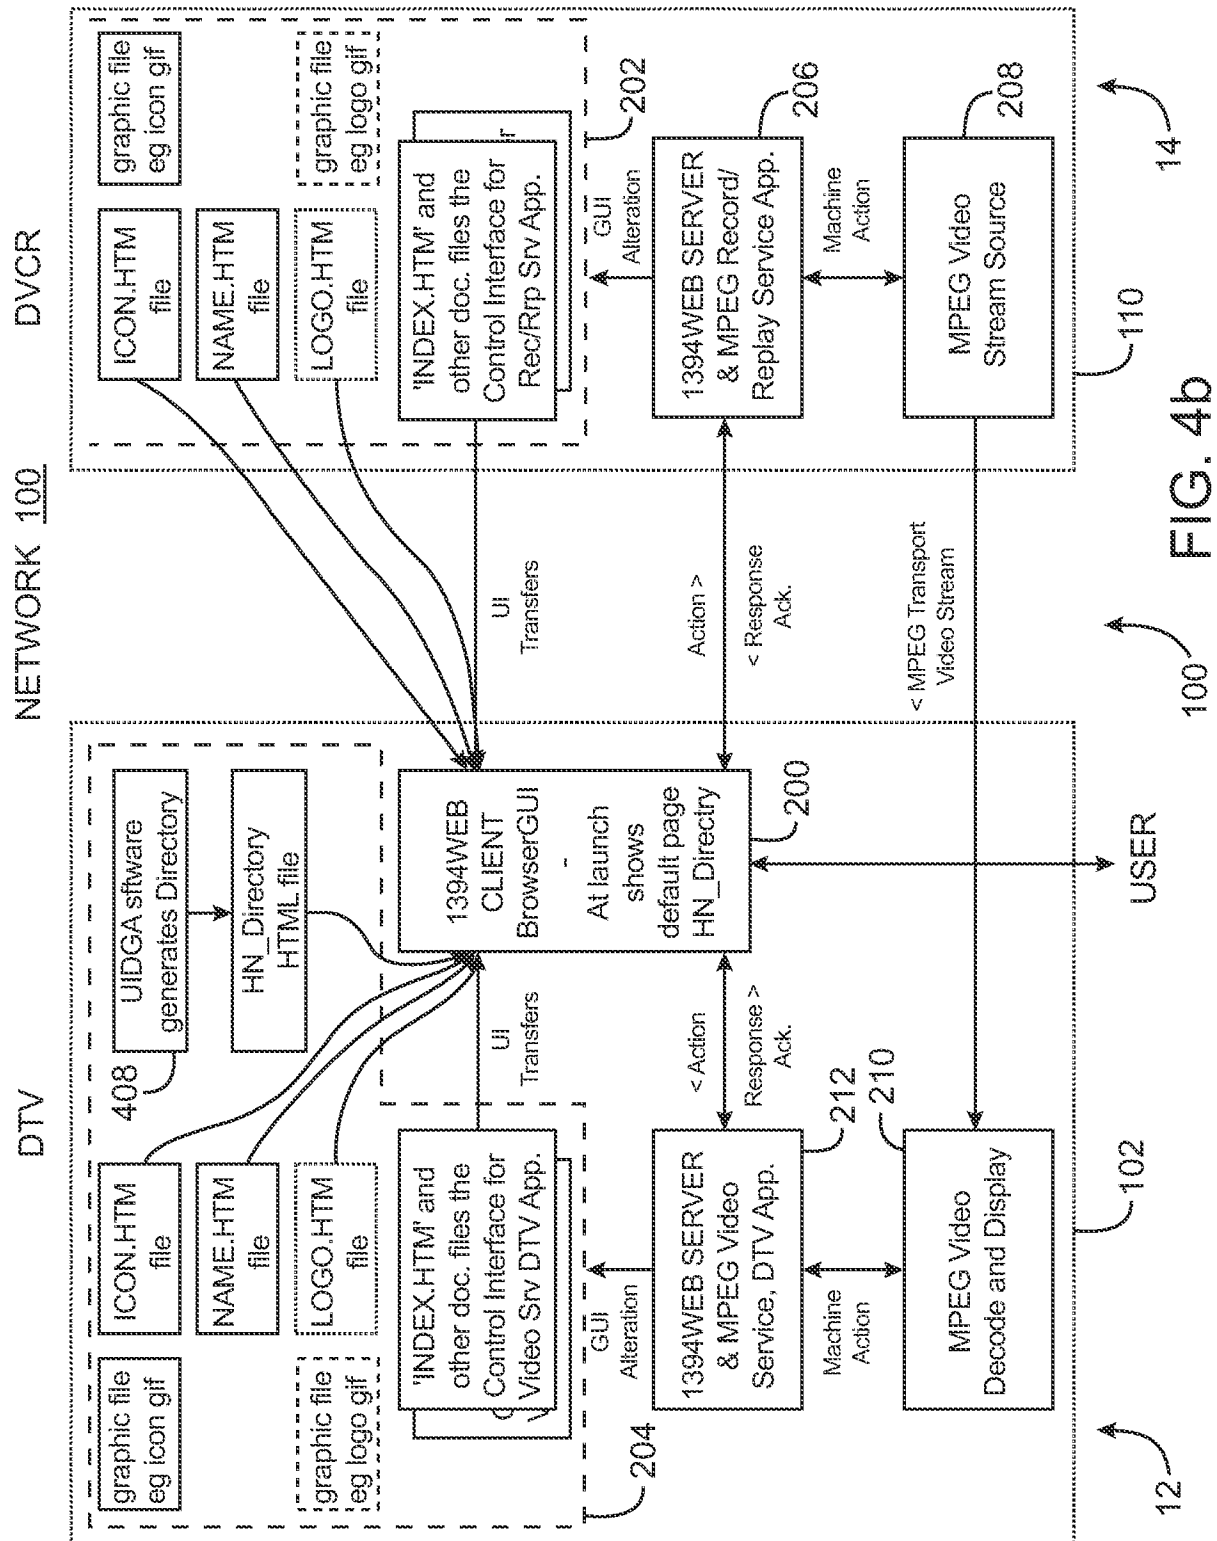 NETWORK 100
DTV
DVCR
graphic file
eg icon gif
ICON.HTM
file
408
UIDGA sftware
generates Directory
ICON.HTM
file
graphic file
eg icon gif
NAME.HTM
file
HN_Directory
HTML file
NAME.HTM
file
graphic file
eg logo gif
LOGO.HTM
file
LOGO.HTM
file
graphic file
eg logo gif
'INDEX.HTM' and
other doc. files the
Control Interface for
Video Srv DTV App.
UI
Transfers
1394WEB
CLIENT
BrowserGUI
-
At launch
shows
default page
HN_Directry
UI
Transfers
'INDEX.HTM' and
other doc. files the
Control Interface for
Rec/Rrp Srv App.
r
204
GUI
Alteration
GUI
Alteration
202
1394WEB SERVER
& MPEG Video
Service, DTV App.
212
< Action
Response >
Ack.
200
Action >
< Response
Ack.
1394WEB SERVER
& MPEG Record/
Replay Service App.
206
Machine
Action
210
Machine
Action
MPEG Video
Decode and Display
< MPEG Transport
Video Stream
MPEG Video
Stream Source
208
12
102
USER
100
110
14
FIG. 4b